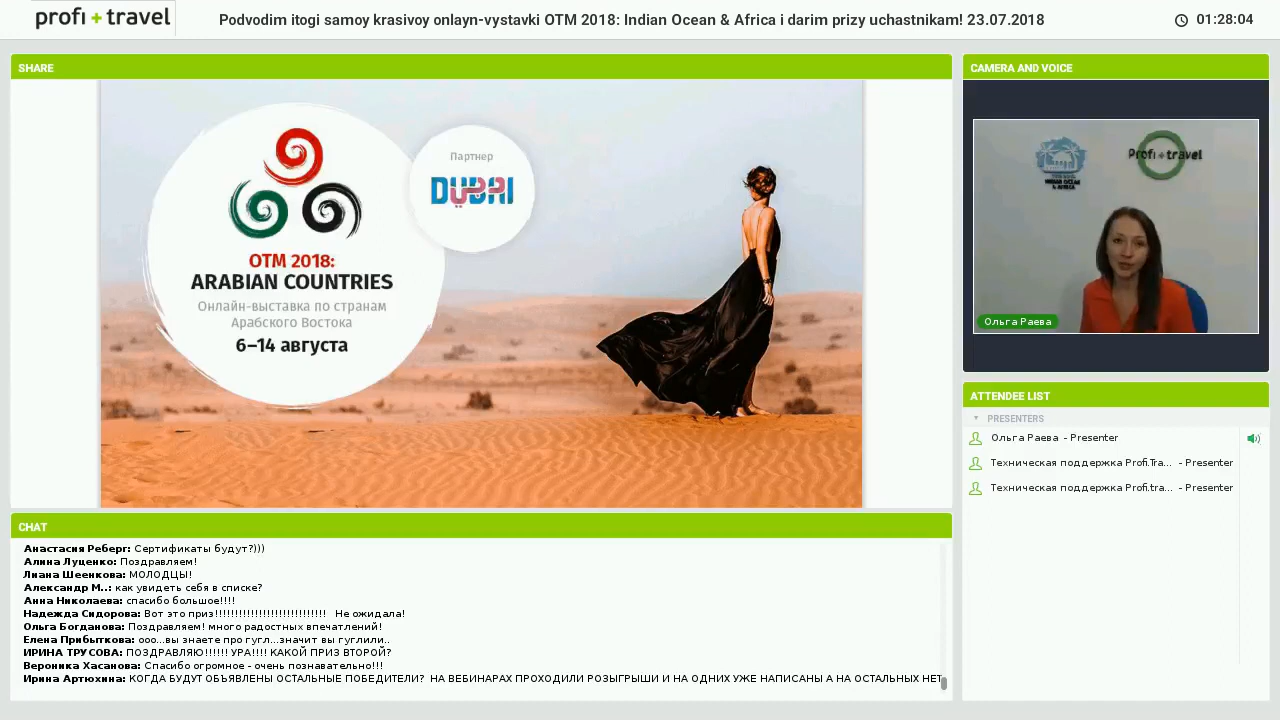 profi + travel
Podvodim itogi samoy krasivoy onlayn-vystavki OTM 2018: Indian Ocean & Africa i darim prizy uchastnikam! 23.07.2018
01:28:04
SHARE
Партнер
DUBAI
OTM 2018:
ARABIAN COUNTRIES
Онлайн-выставка по странам
Арабского Востока
6–14 августа
CAMERA AND VOICE
Profi + travel
INDIAN OCEAN
& AFRICA
Ольга Раева
ATTENDEE LIST
PRESENTERS
Ольга Раева - Presenter
Техническая поддержка Profi.Tra... - Presenter
Техническая поддержка Profi.tra... - Presenter
CHAT
Анастасия Реберг: Сертификаты будут?)))
Алина Луценко: Поздравляем!
Лиана Шеенкова: МОЛОДЦЫ!
Александр М..: как увидеть себя в списке?
Анна Николаева: спасибо большое!!!!
Надежда Сидорова: Вот это приз!!!!!!!!!!!!!!!!!!!!!!!!!!!! Не ожидала!
Ольга Богданова: Поздравляем! много радостных впечатлений!
Елена Прибыткова: ооо...вы знаете про гугл...значит вы гуглили..
ИРИНА ТРУСОВА: ПОЗДРАВЛЯЮ!!!!!! УРА!!!! КАКОЙ ПРИЗ ВТОРОЙ?
Вероника Хасанова: Спасибо огромное - очень познавательно!!!
Ирина Артюхина: КОГДА БУДУТ ОБЪЯВЛЕНЫ ОСТАЛЬНЫЕ ПОБЕДИТЕЛИ? НА ВЕБИНАРАХ ПРОХОДИЛИ РОЗЫГРЫШИ И НА ОДНИХ УЖЕ НАПИСАНЫ А НА ОСТАЛЬНЫХ НЕТ